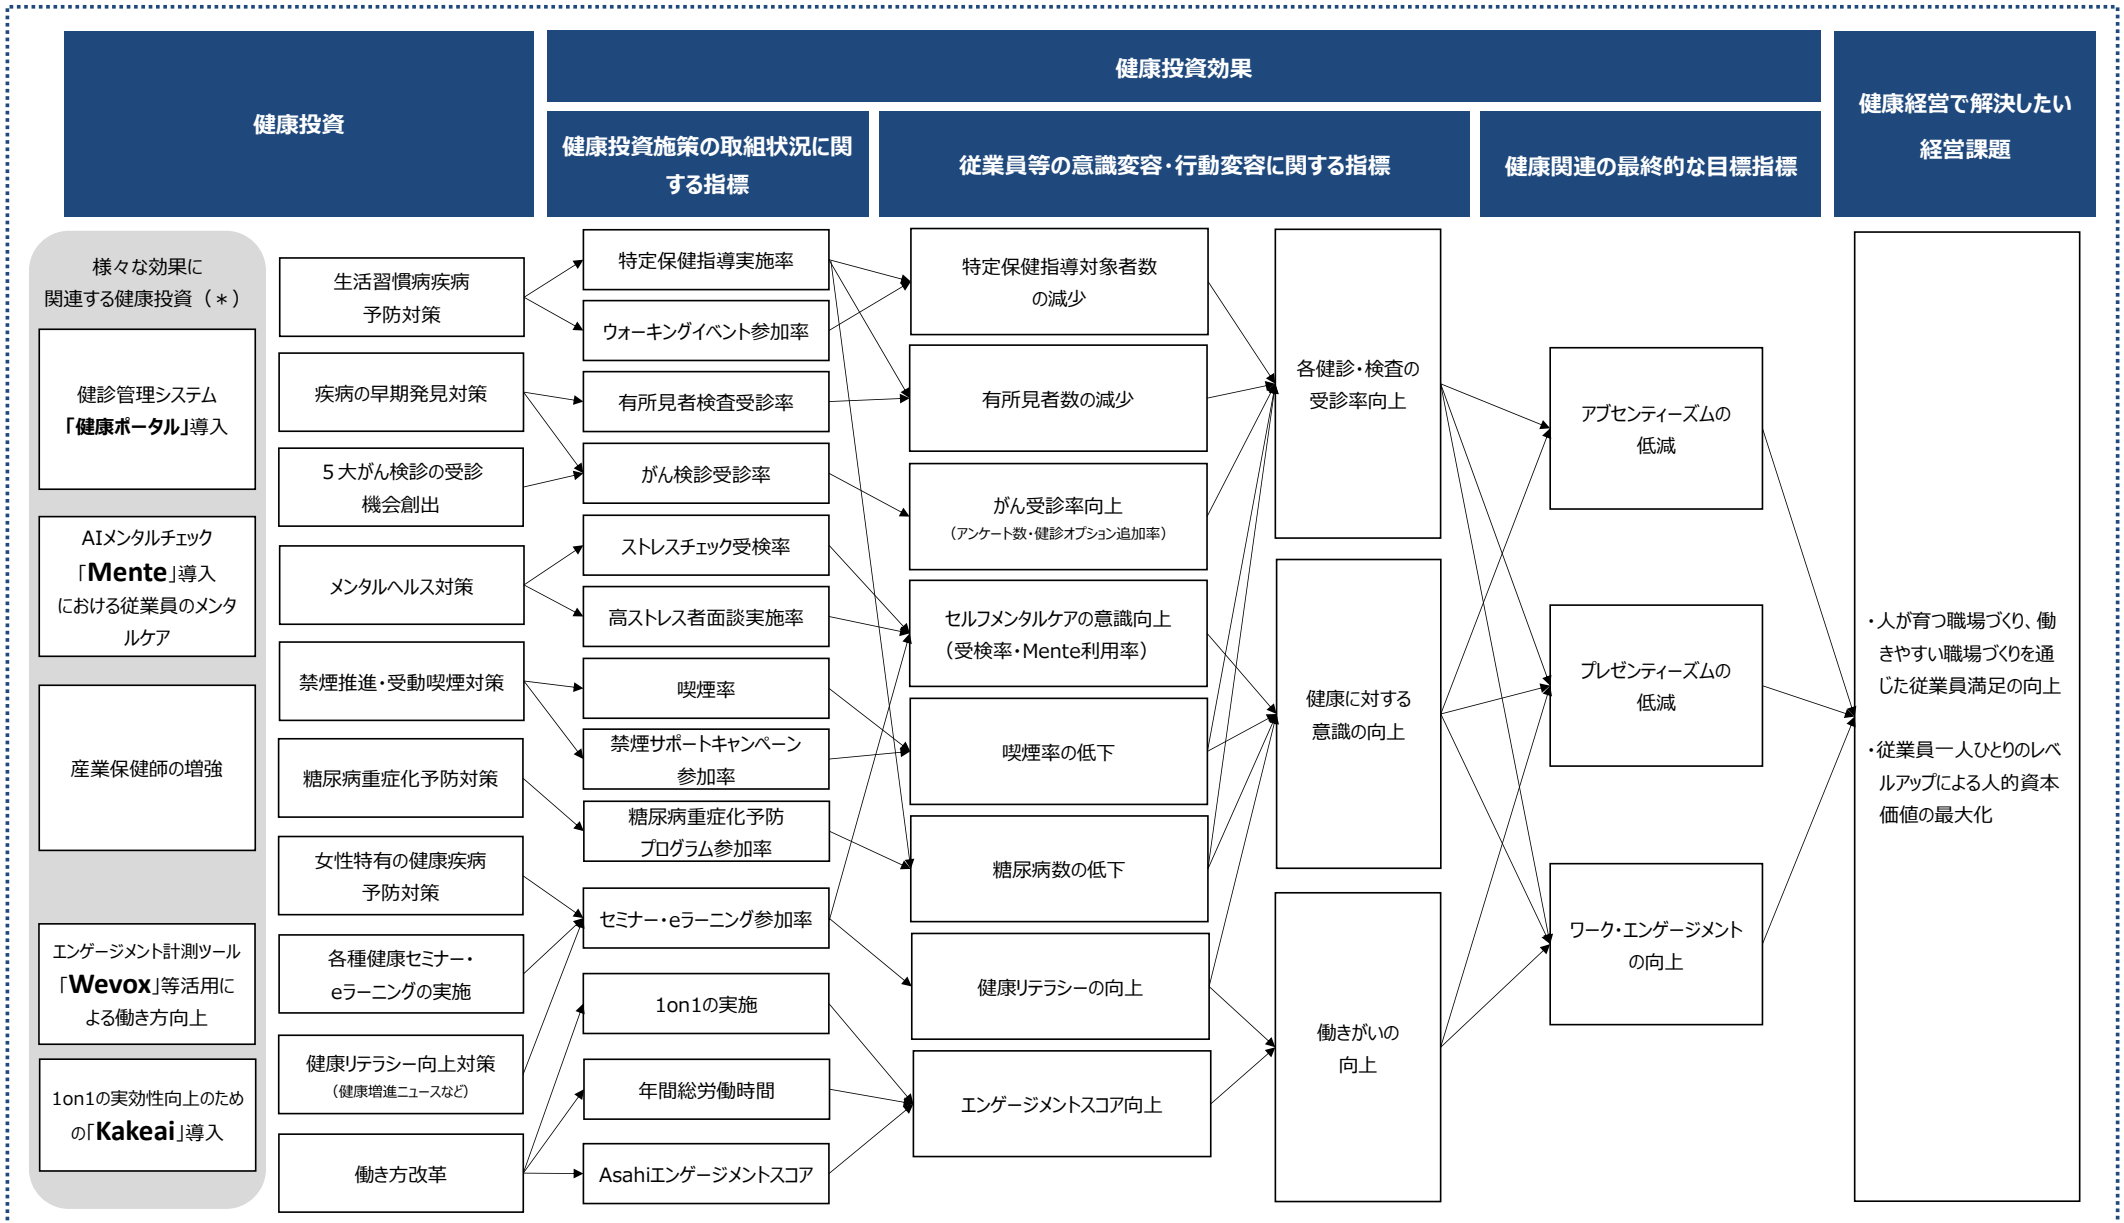 健康投資
健康投資効果
健康経営で解決したい
経営課題
健康投資施策の取組状況に関
する指標
従業員等の意識変容・行動変容に関する指標
健康関連の最終的な目標指標
様々な効果に
関連する健康投資（＊）
健診管理システム
「健康ポータル」導入
AIメンタルチェック
「Mente」導入
における従業員のメンタ
ルケア
産業保健師の増強
エンゲージメント計測ツール
「Wevox」等活用に
よる働き方向上
1on1の実効性向上のため
の「Kakeai」導入
生活習慣病疾病
予防対策
疾病の早期発見対策
５大がん検診の受診
機会創出
メンタルヘルス対策
禁煙推進・受動喫煙対策
糖尿病重症化予防対策
女性特有の健康疾病
予防対策
各種健康セミナー・
eラーニングの実施
健康リテラシー向上対策
（健康増進ニュースなど）
働き方改革
特定保健指導実施率
ウォーキングイベント参加率
有所見者検査受診率
がん検診受診率
ストレスチェック受検率
高ストレス者面談実施率
喫煙率
禁煙サポートキャンペーン
参加率
糖尿病重症化予防
プログラム参加率
セミナー・eラーニング参加率
1on1の実施
年間総労働時間
Asahiエンゲージメントスコア
特定保健指導対象者数
の減少
有所見者数の減少
がん受診率向上
（アンケート数・健診オプション追加率）
セルフメンタルケアの意識向上
（受検率・Mente利用率）
喫煙率の低下
糖尿病数の低下
健康リテラシーの向上
エンゲージメントスコア向上
各健診・検査の
受診率向上
健康に対する
意識の向上
働きがいの
向上
アブセンティーズムの
低減
プレゼンティーズムの
低減
ワーク・エンゲージメント
の向上
・人が育つ職場づくり、働
きやすい職場づくりを通
じた従業員満足の向上
・従業員一人ひとりのレベ
ルアップによる人的資本
価値の最大化